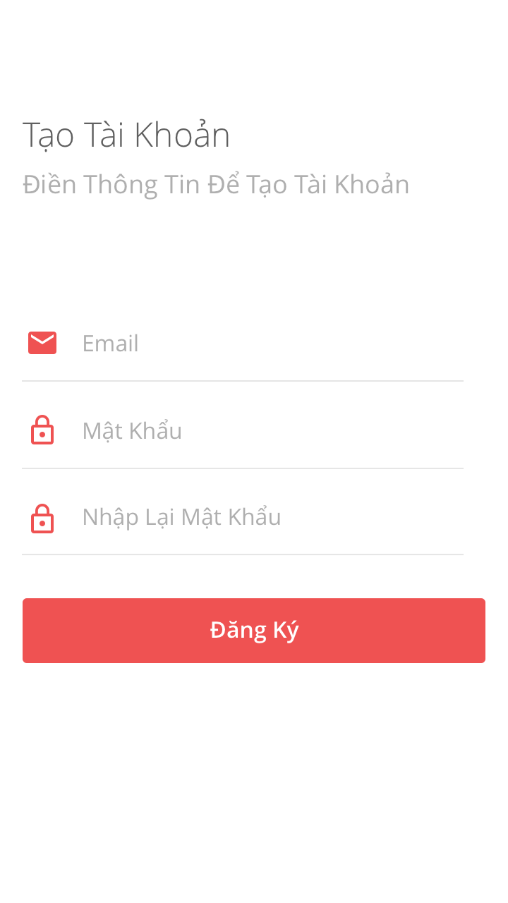 Tạo Tài Khoản
Điền Thông Tin Để Tạo Tài Khoản
Email
Mật Khẩu
Nhập Lại Mật Khẩu
Đăng Ký